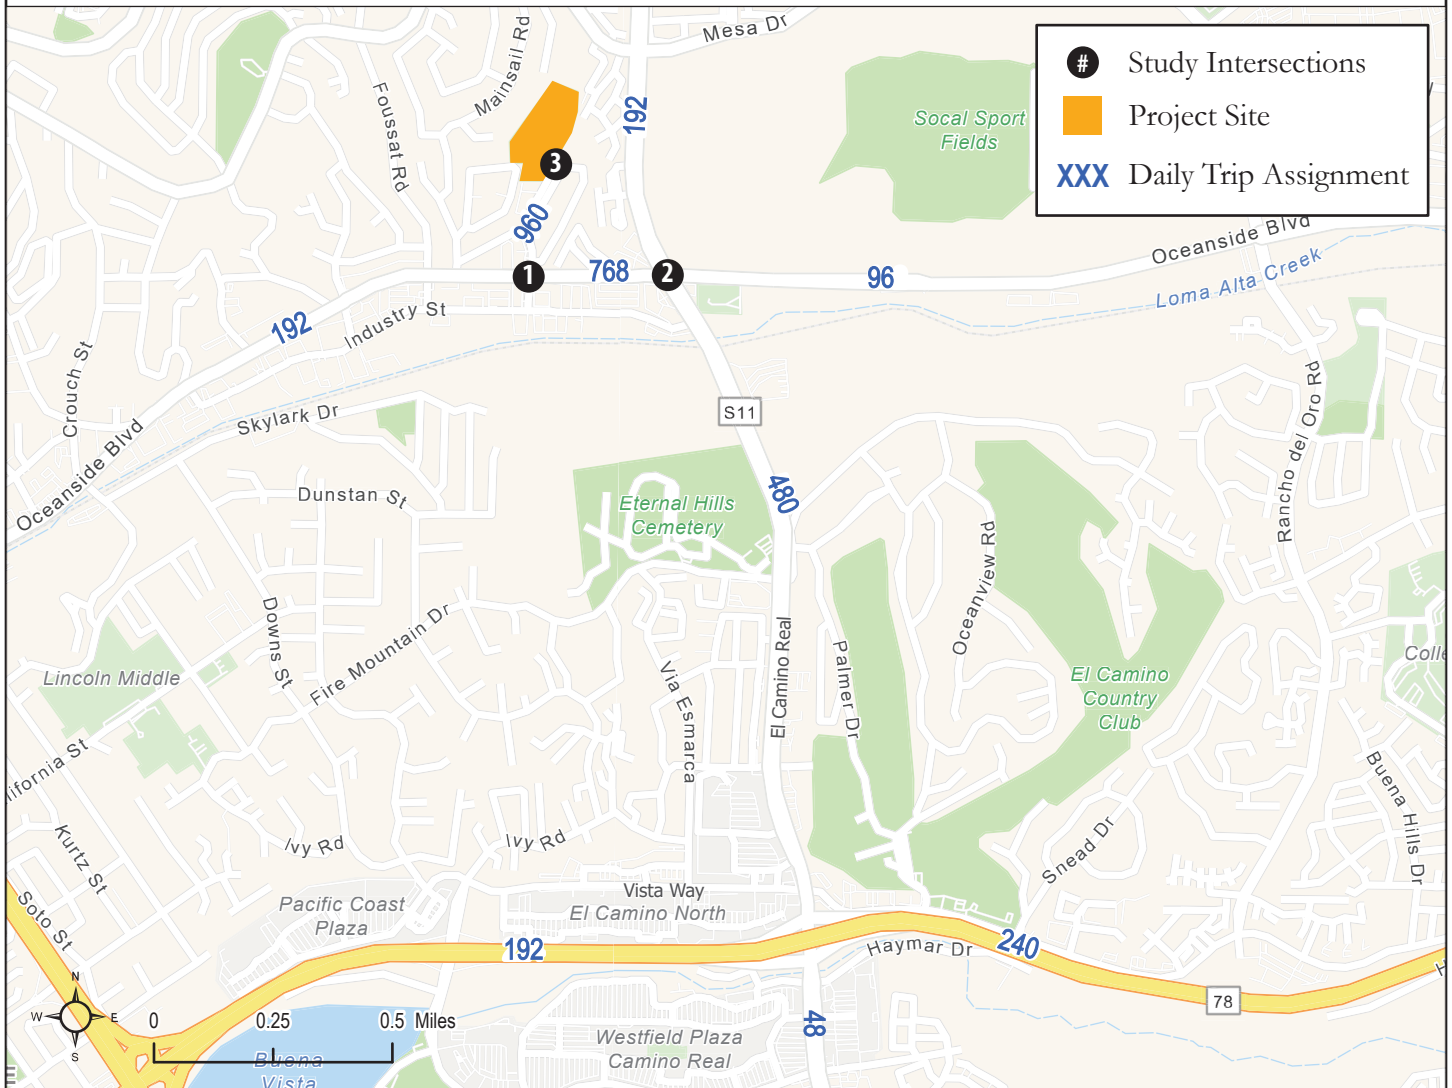 Mesa Dr
Mainsail Rd
Foussat Rd
192
#
Study Intersections
Project Site
XXX
Daily Trip Assignment
Socal Sport
Fields
3
960
1
768
2
96
Oceanside Blvd
Loma Alta Creek
192
Industry St
Crouch St
Skylark Dr
Oceanside Blvd
S11
Rancho del Oro Rd
Dunstan St
480
Eternal Hills
Cemetery
Oceanview Rd
Downs St
Fire Mountain Dr
Lincoln Middle
Via Esmarca
El Camino Real
Palmer Dr
El Camino
Country
Club
Colle
lifornia St
Kurtz St
Ivy Rd
Ivy Rd
Snead Dr
Buena Hills Dr
Soto St
Pacific Coast
Plaza
Vista Way
El Camino North
192
Haymar Dr
240
78
H
N
W
E
S
0
0.25
0.5 Miles
Buena
Vista
48
Westfield Plaza
Camino Real